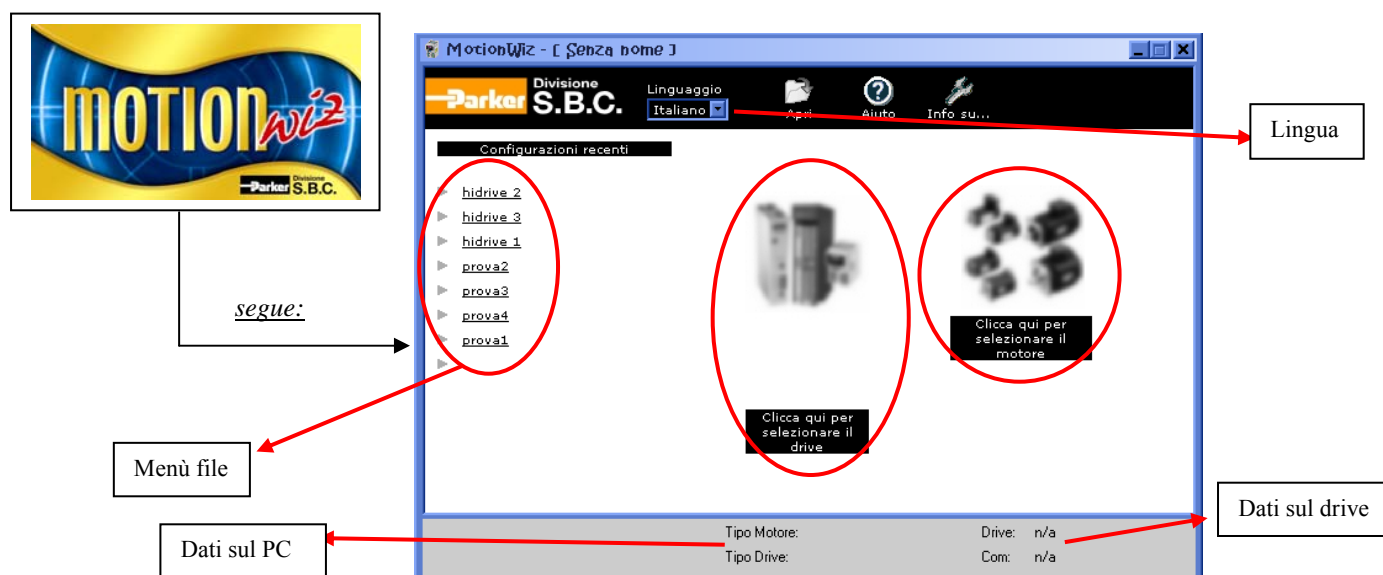 MOTION wiz
Parker Divisione S.B.C.
segue:
MotionWiz - [ Senza nome ]
Parker Divisione S.B.C.
Linguaggio
Italiano
Apri
Aiuto
Info su...
Lingua
Configurazioni recenti
hidrive 2
hidrive 3
hidrive 1
prova2
prova3
prova4
prova1
Clicca qui per
selezionare il
drive
Clicca qui per
selezionare il
motore
Menù file
Dati sul PC
Dati sul drive
Tipo Motore:
Drive: n/a
Tipo Drive:
Com: n/a